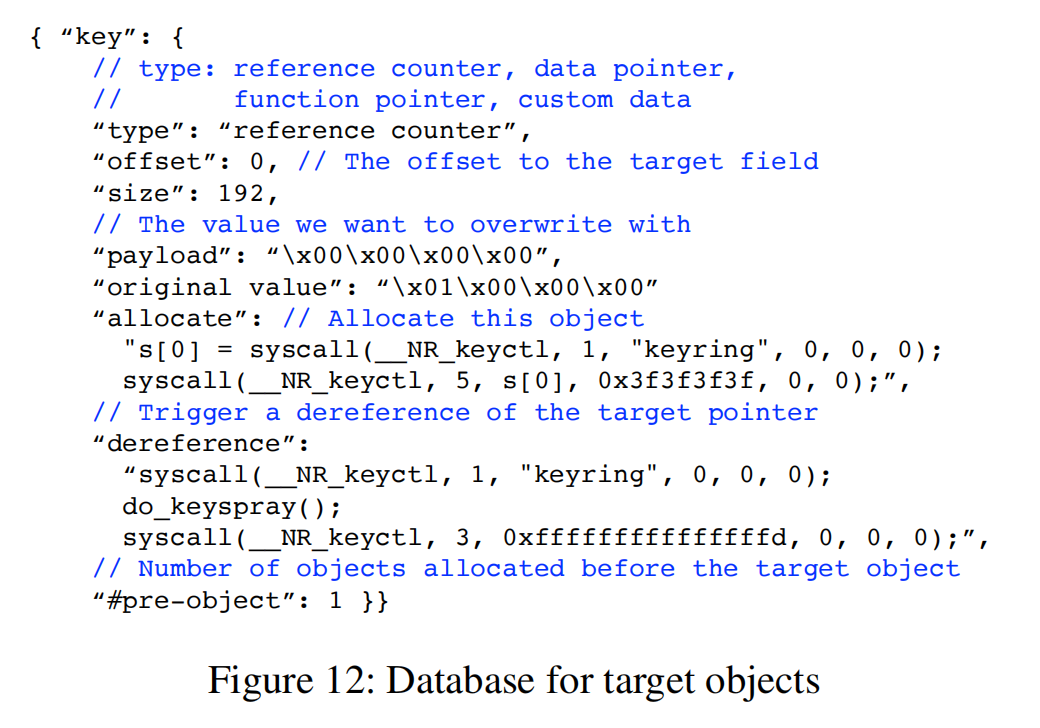 { “key”: {
// type: reference counter, data pointer,
// function pointer, custom data
“type”: “reference counter”,
“offset”: 0, // The offset to the target field
“size”: 192,
// The value we want to overwrite with
“payload”: “\x00\x00\x00\x00”,
“original value”: “\x01\x00\x00\x00”
“allocate”: // Allocate this object
"s[0] = syscall(__NR_keyctl, 1, "keyring", 0, 0, 0);
syscall(__NR_keyctl, 5, s[0], 0x3f3f3f3f, 0, 0);”,
// Trigger a dereference of the target pointer
“dereference”:
“syscall(__NR_keyctl, 1, "keyring", 0, 0, 0);
do_keyspray();
syscall(__NR_keyctl, 3, 0xfffffffffffffffd, 0, 0, 0);”,
// Number of objects allocated before the target object
“#pre-object”: 1 }}
Figure 12: Database for target objects